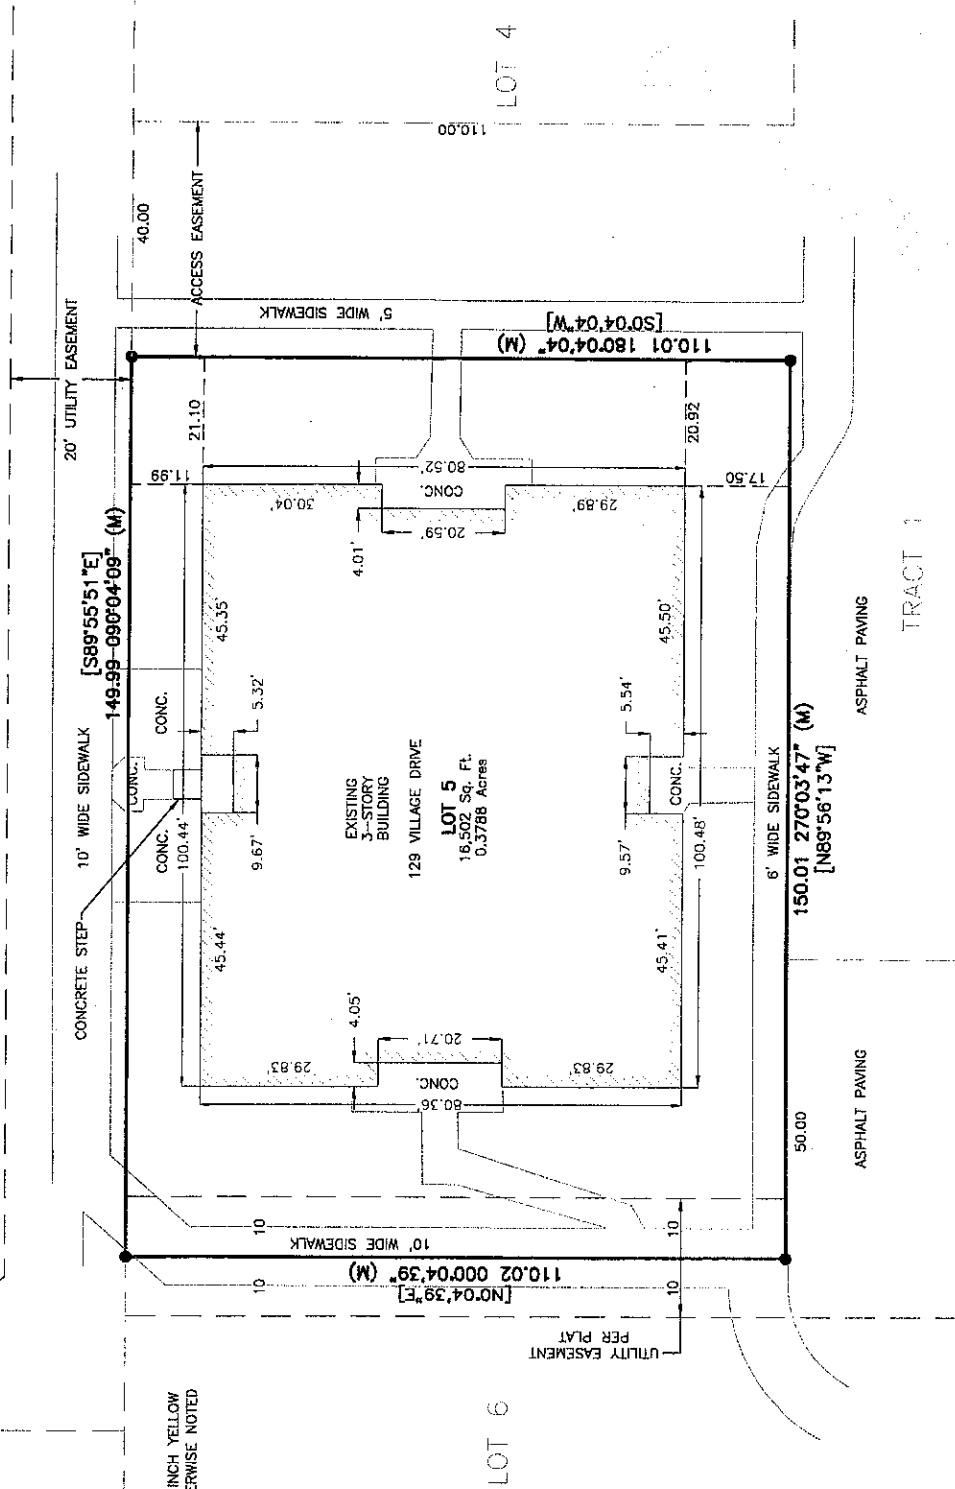 LOT 4
110.00
40.00
ACCESS EASEMENT
20' UTILITY EASEMENT
5' WIDE SIDEWALK
[S0°04'04"W]
110.01 180°04'04" (M)
21.10
20.92
11.99
17.50
80.52'
CONC.
30.04'
29.89'
20.59'
4.01'
[S89°55'51"E]
149.99 090°04'09" (M)
45.35'
45.50'
TRACT 1
ASPHALT PAVING
10' WIDE SIDEWALK
CONC.
CONC.
CONC.
5.32'
5.54'
CONC.
9.67'
9.57'
100.44'
100.48'
EXISTING
3-STORY
BUILDING
129 VILLAGE DRIVE
LOT 5
16,502 Sq. Ft.
0.3788 Acres
6' WIDE SIDEWALK
150.01 270°03'47" (M)
[N89°56'13"W]
CONCRETE STEP
45.44'
45.41'
4.05'
20.71'
29.83'
29.83'
CONC.
80.36'
50.00
ASPHALT PAVING
10
10
10' WIDE SIDEWALK
110.02 000°04'39" (M)
[N0°04'39"E]
10
10
UTILITY EASEMENT
PER PLAT
INCH YELLOW
ERWISE NOTED
LOT 6